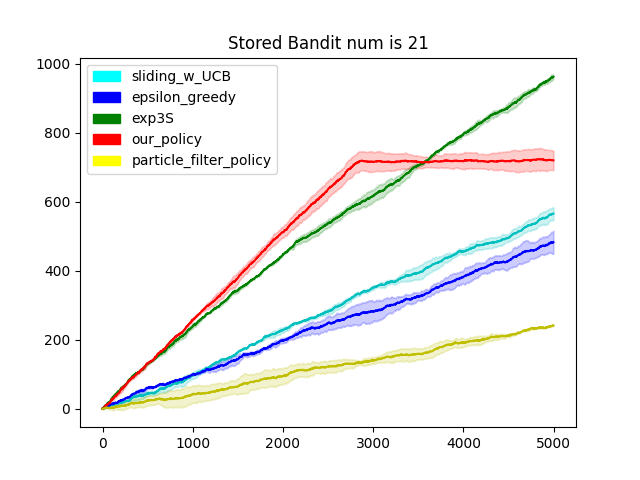 Stored Bandit num is 21
1000
800
600
400
200
0
sliding_w_UCB
epsilon_greedy
exp3S
our_policy
particle_filter_policy
0 1000 2000 3000 4000 5000